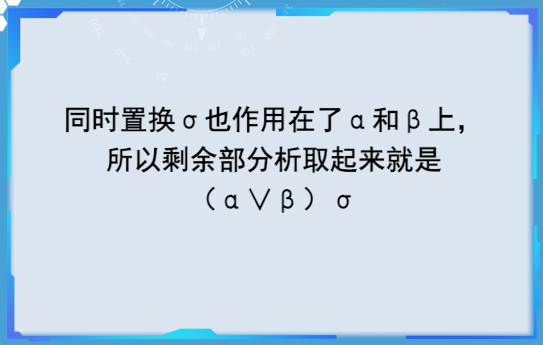 同时置换σ也作用在了α和β上，
所以剩余部分析取起来就是
（α∨β）σ